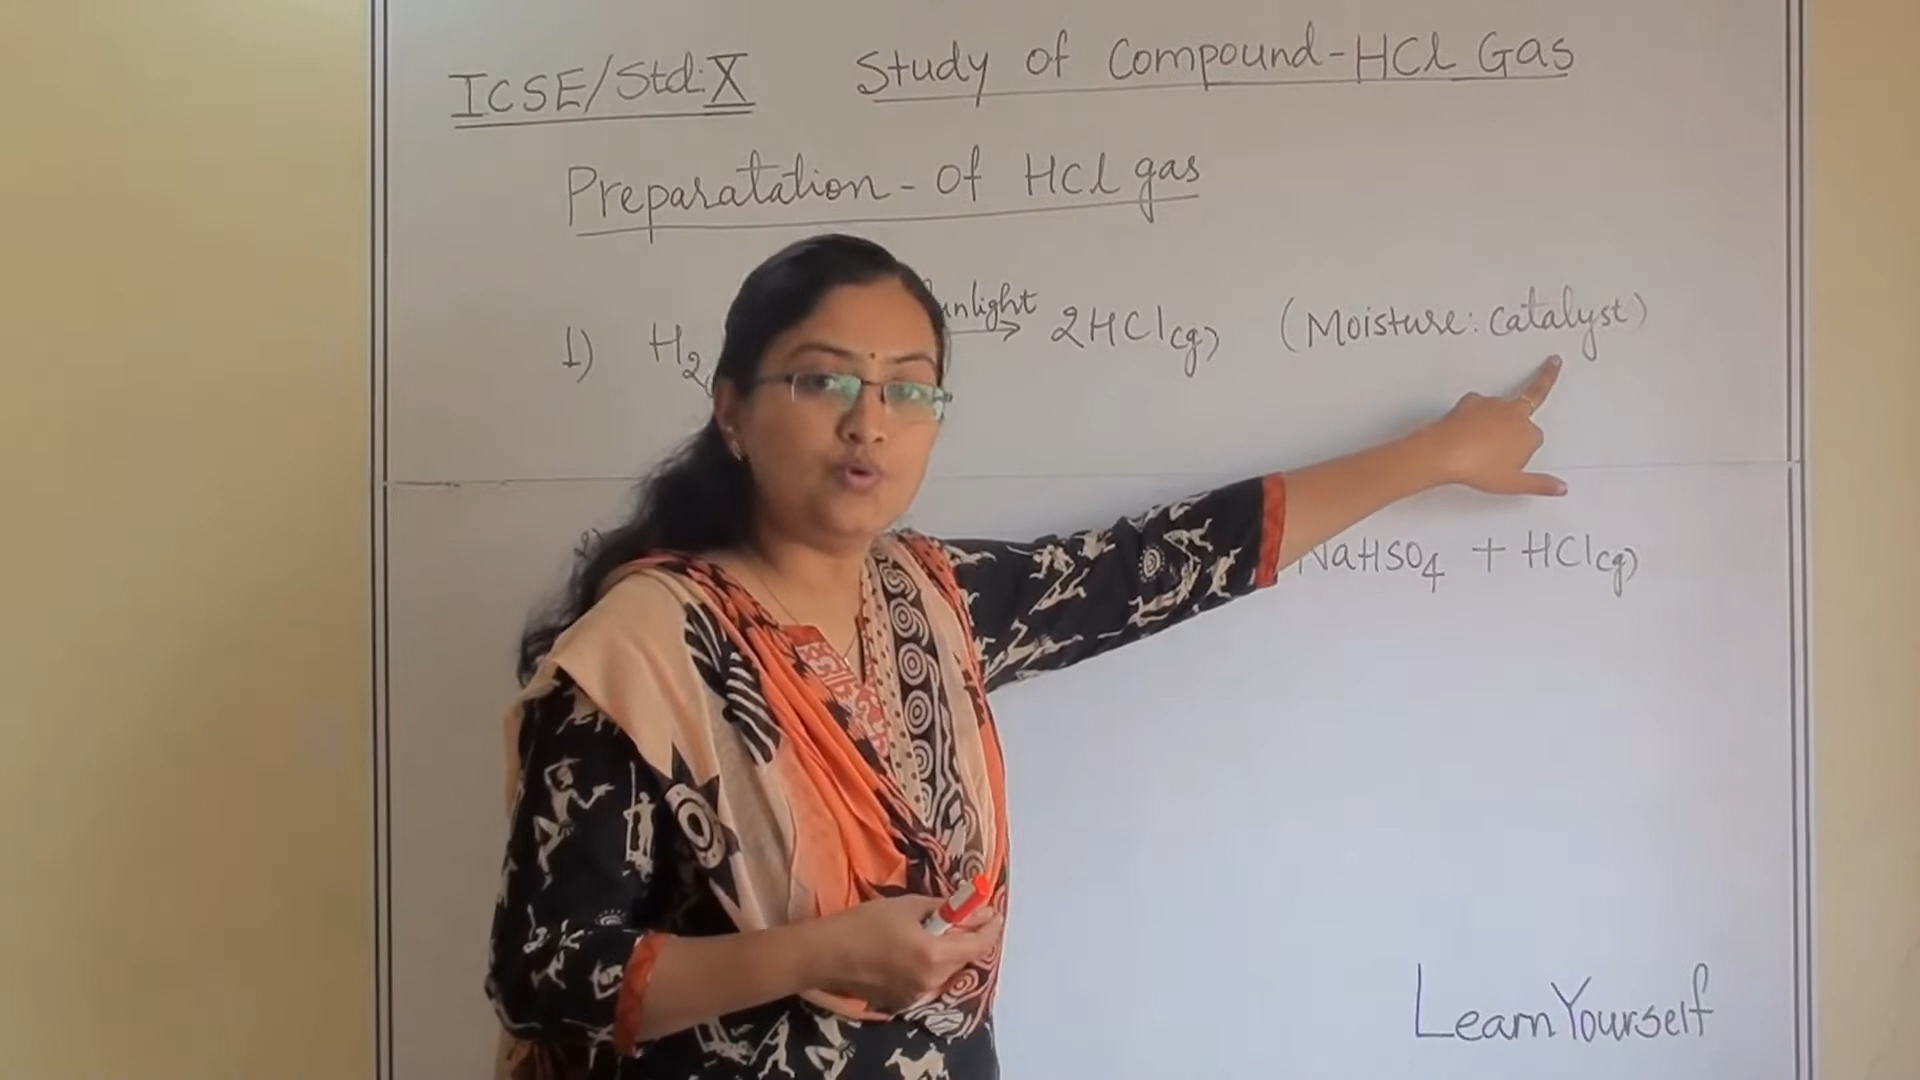 ICSE/Std:X Study of Compound-HCl Gas
Preparatation - of HCl gas
1) H2 2HCl(g) (Moisture: catalyst)
NaHSO4 + HCl(g)
LearnYourself